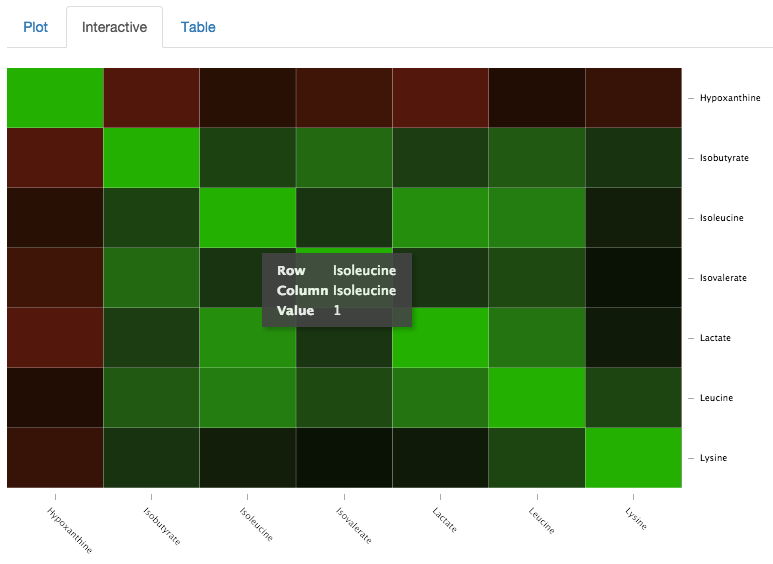 Plot Interactive Table
Hypoxanthine
Isobutyrate
Isoleucine
Isovalerate
Row Isoleucine
Column Isoleucine
Value 1
Lactate
Leucine
Lysine
Hypoxanthine Isobutyrate Isoleucine Isovalerate Lactate Leucine Lysine